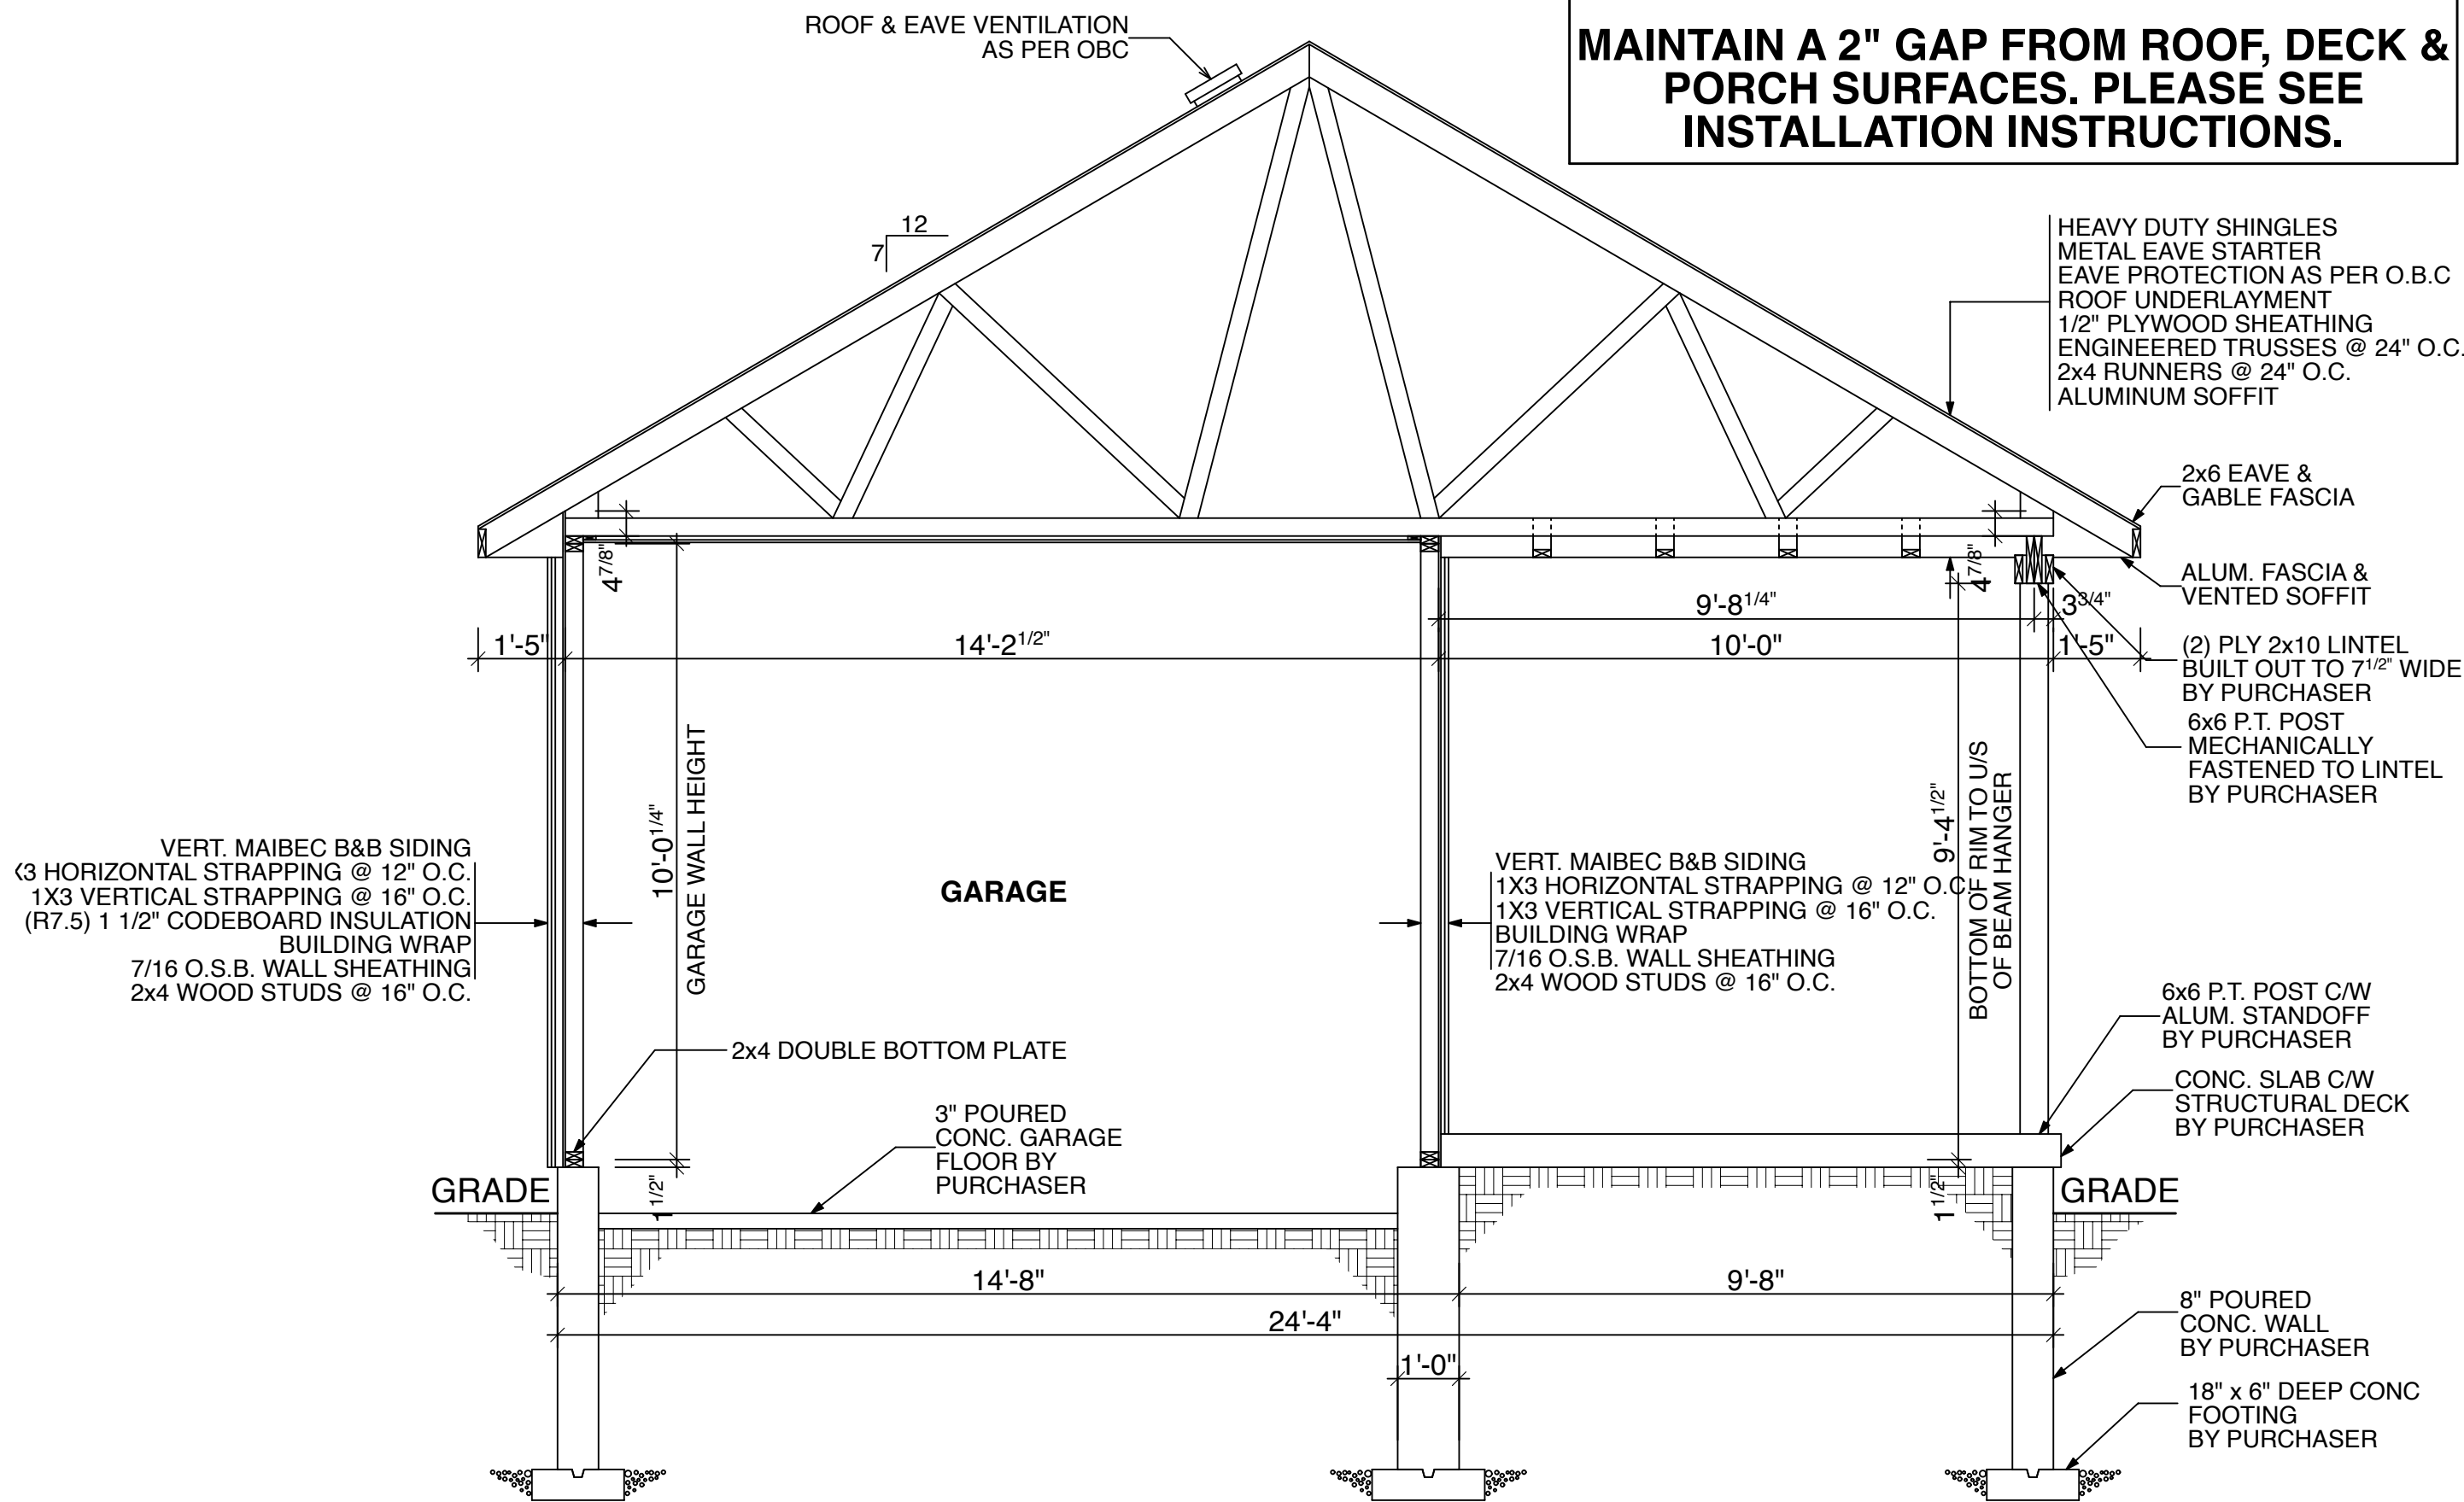 ROOF & EAVE VENTILATION
AS PER OBC
MAINTAIN A 2" GAP FROM ROOF, DECK &
PORCH SURFACES. PLEASE SEE
INSTALLATION INSTRUCTIONS.
12
7
HEAVY DUTY SHINGLES
METAL EAVE STARTER
EAVE PROTECTION AS PER O.B.C
ROOF UNDERLAYMENT
1/2" PLYWOOD SHEATHING
ENGINEERED TRUSSES @ 24" O.C.
2x4 RUNNERS @ 24" O.C.
ALUMINUM SOFFIT
2x6 EAVE &
GABLE FASCIA
4 7/8"
4 7/8"
ALUM. FASCIA &
VENTED SOFFIT
9'-8 1/4"
3 3/4"
1'-5"
14'-2 1/2"
10'-0"
1'-5"
(2) PLY 2x10 LINTEL
BUILT OUT TO 7 1/2" WIDE
BY PURCHASER
6x6 P.T. POST
MECHANICALLY
FASTENED TO LINTEL
BY PURCHASER
10'-0 1/4"
GARAGE WALL HEIGHT
9'-4 1/2"
BOTTOM OF RIM TO U/S
OF BEAM HANGER
VERT. MAIBEC B&B SIDING
X3 HORIZONTAL STRAPPING @ 12" O.C.
1X3 VERTICAL STRAPPING @ 16" O.C.
(R7.5) 1 1/2" CODEBOARD INSULATION
BUILDING WRAP
7/16 O.S.B. WALL SHEATHING
2x4 WOOD STUDS @ 16" O.C.
GARAGE
VERT. MAIBEC B&B SIDING
1X3 HORIZONTAL STRAPPING @ 12" O.C.
1X3 VERTICAL STRAPPING @ 16" O.C.
BUILDING WRAP
7/16 O.S.B. WALL SHEATHING
2x4 WOOD STUDS @ 16" O.C.
6x6 P.T. POST C/W
ALUM. STANDOFF
BY PURCHASER
2x4 DOUBLE BOTTOM PLATE
CONC. SLAB C/W
STRUCTURAL DECK
BY PURCHASER
3" POURED
CONC. GARAGE
FLOOR BY
PURCHASER
GRADE
1 1/2"
1 1/2"
GRADE
14'-8"
9'-8"
24'-4"
1'-0"
8" POURED
CONC. WALL
BY PURCHASER
18" x 6" DEEP CONC
FOOTING
BY PURCHASER